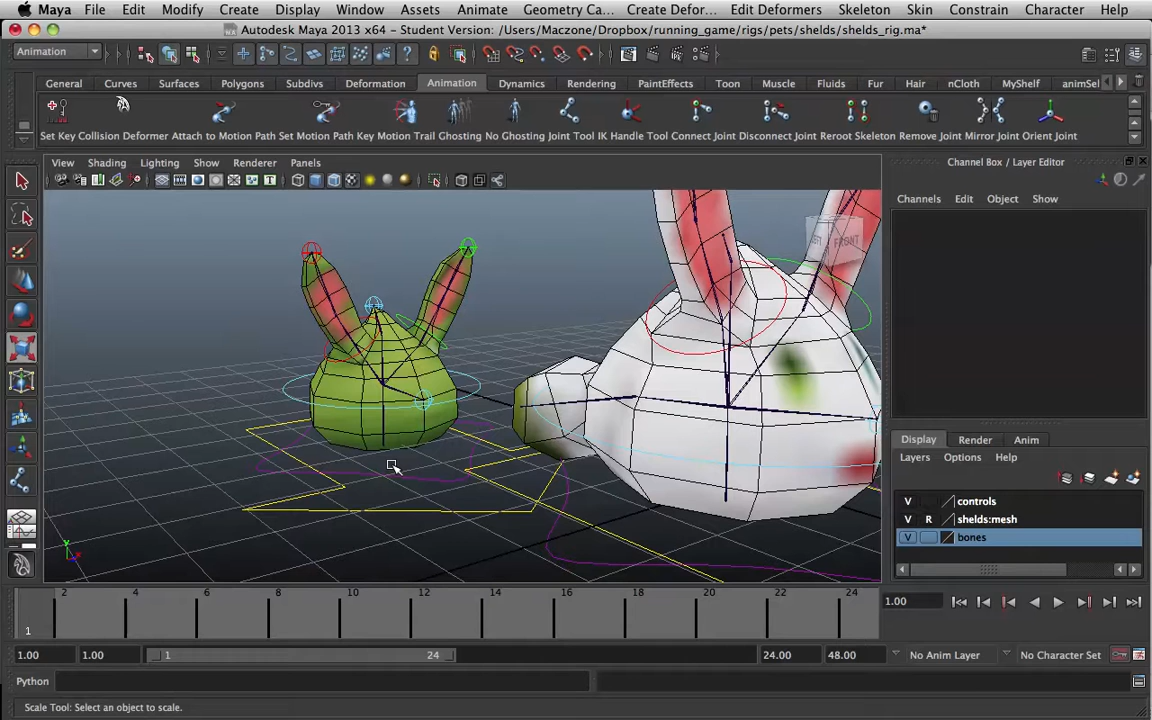 Maya File Edit Modify Create Display Window Assets Animate Geometry Ca... Create Defor... Edit Deformers Skeleton Skin Constrain Character Help
Autodesk Maya 2013 x64 - Student Version: /Users/Maczone/Dropbox/running_game/rigs/pets/shelds/shelds_rig.ma*
Animation
General Curves Surfaces Polygons Subdivs Deformation Animation Dynamics Rendering PaintEffects Toon Muscle Fluids Fur Hair nCloth MyShelf animSel
Set Key Collision Deformer Attach to Motion Path Set Motion Path Key Motion Trail Ghosting No Ghosting Joint Tool IK Handle Tool Connect Joint Disconnect Joint Reroot Skeleton Remove Joint Mirror Joint Orient Joint
View Shading Lighting Show Renderer Panels
Channel Box / Layer Editor
Channels Edit Object Show
FRONT
Display Render Anim
Layers Options Help
V controls
V R shelds:mesh
V bones
2 4 6 8 10 12 14 16 18 20 22 24
1
1.00
1.00 1.00 1 24 24.00 48.00 No Anim Layer No Character Set
Python
Scale Tool: Select an object to scale.